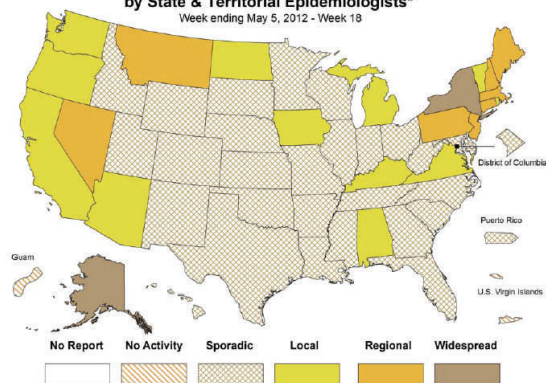 by State & Territorial Epidemiologists*
Week ending May 5, 2012 - Week 18
District of Columbia
Puerto Rico
Guam
U.S. Virgin Islands
No Report No Activity Sporadic Local Regional Widespread